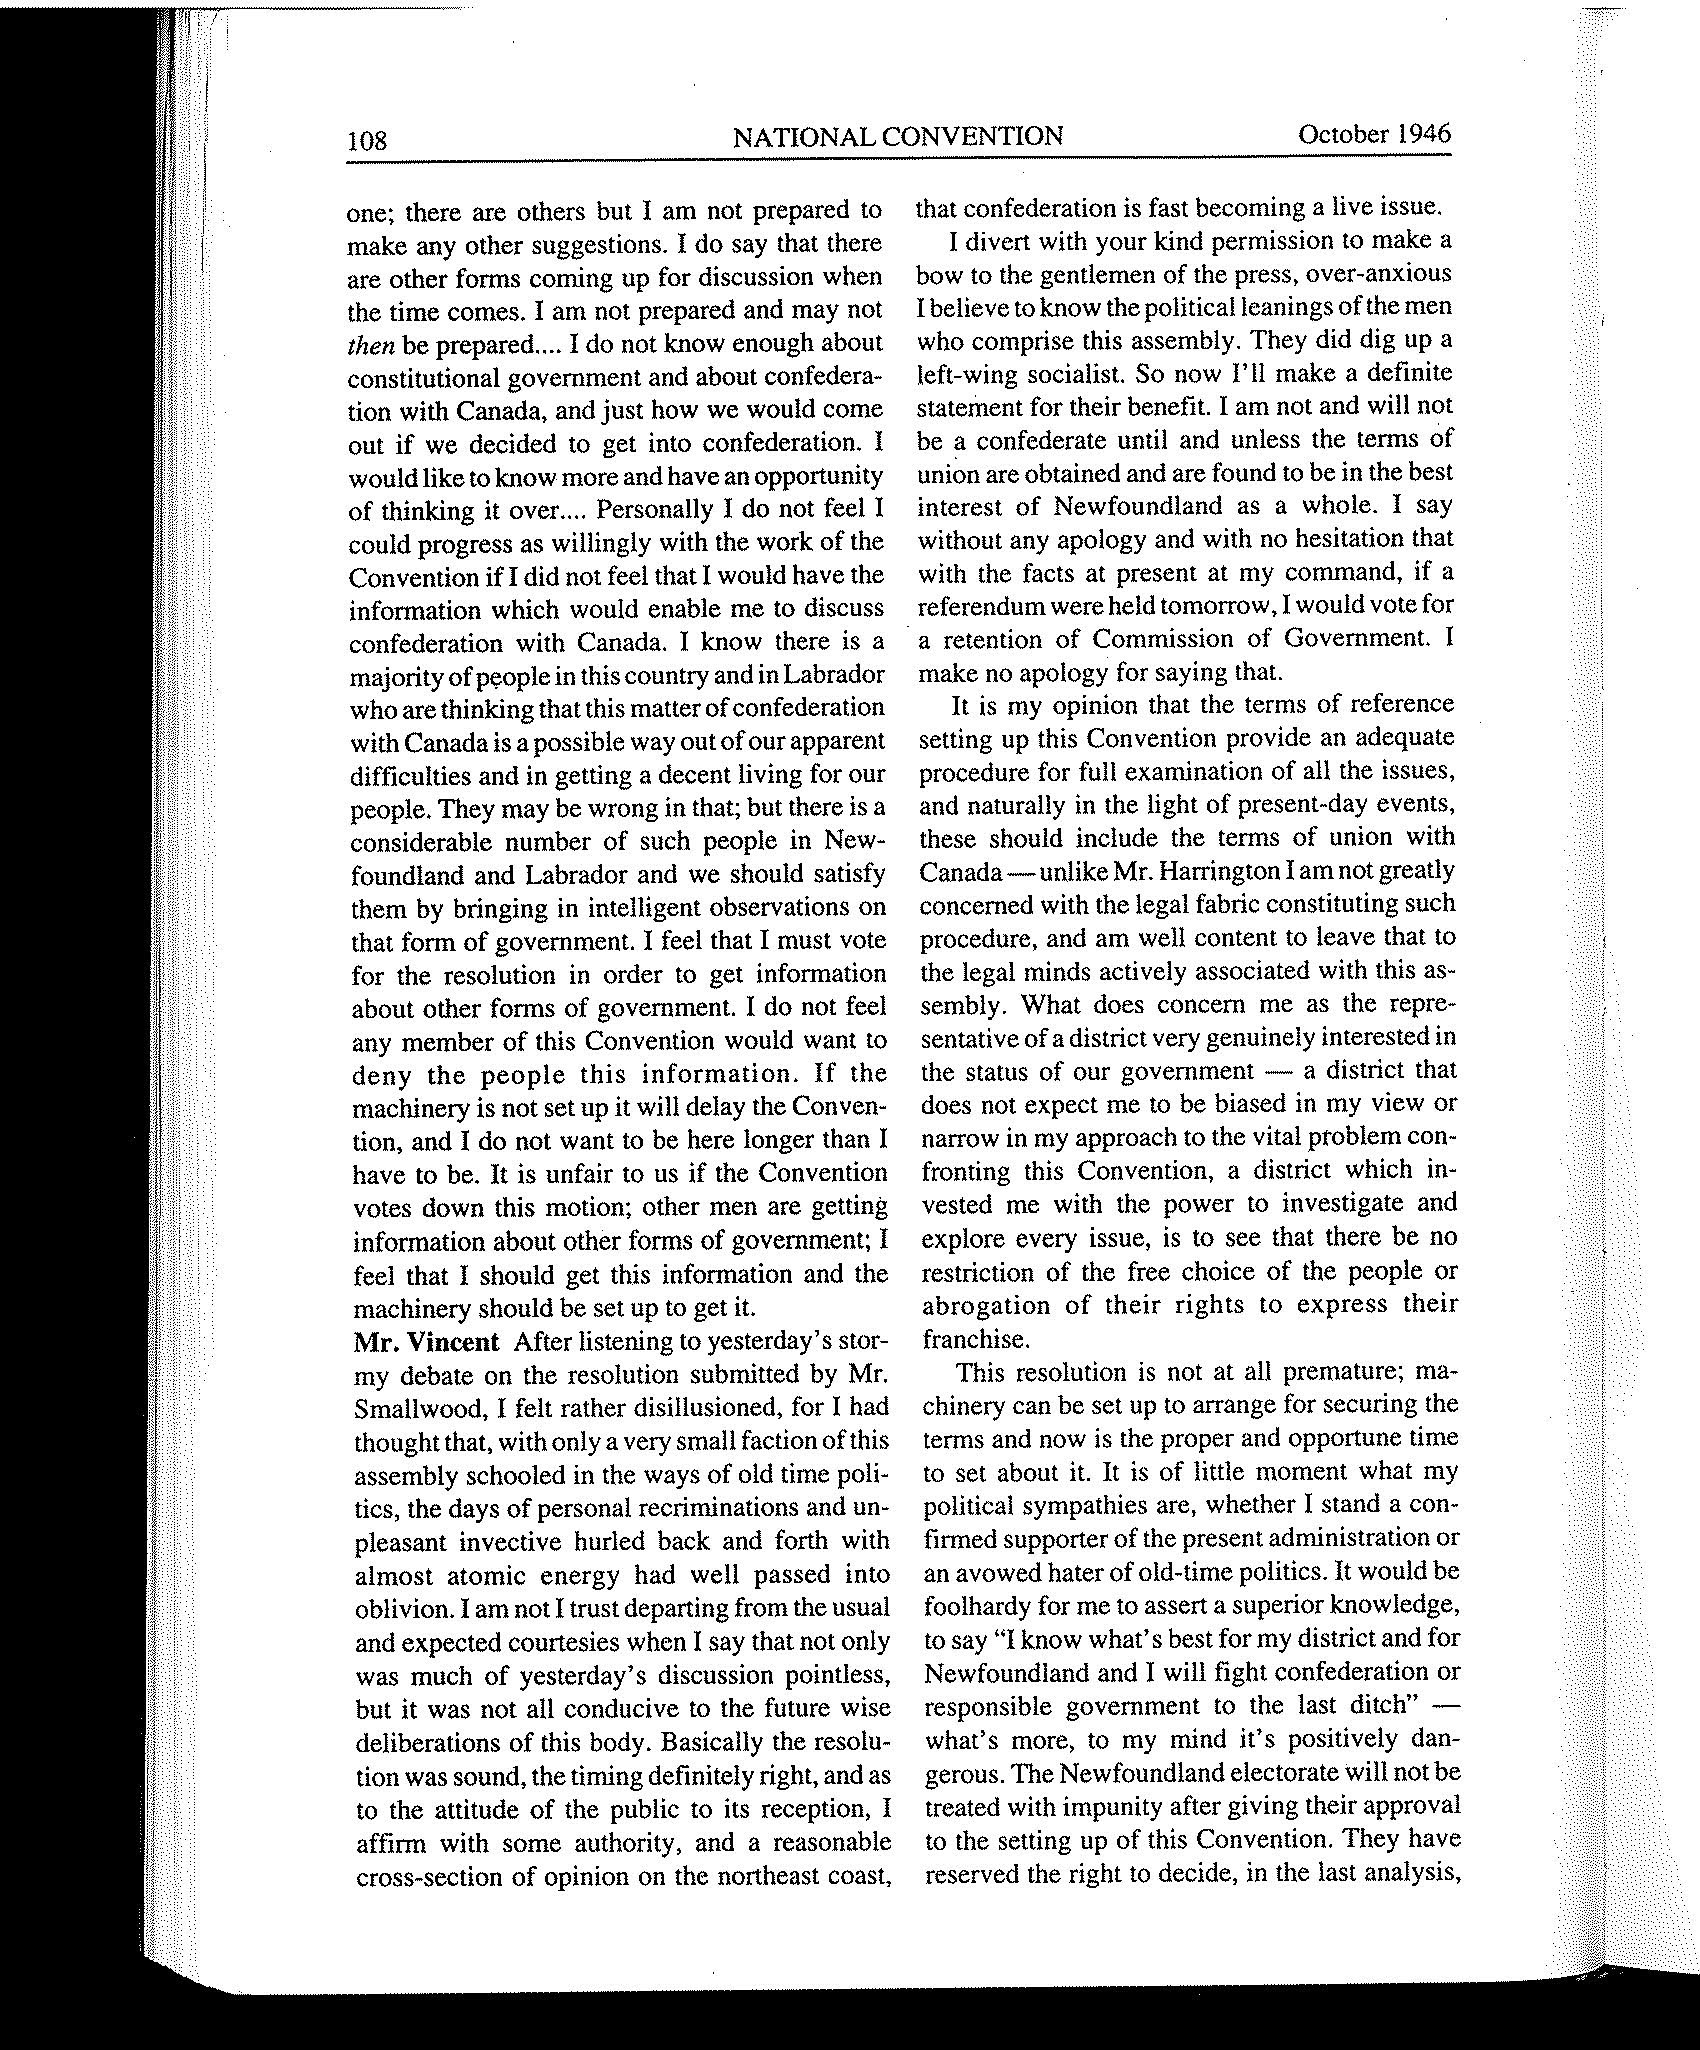 108 NATIONAL CONVENTION October 1946
one; there are others but I am not prepared to
make any other suggestions. I do say that there
are other forms coming up for discussion when
the time comes. I am not prepared and may not
then be prepared.... I do not know enough about
constitutional government and about confedera-
tion with Canada, and just how we would come
out if we decided to get into confederation. I
would like to know more and have an opportunity
of thinking it over.... Personally I do not feel I
could progress as willingly with the work of the
Convention if I did not feel that I would have the
information which would enable me to discuss
confederation with Canada. I know there is a
majority of people in this country and in Labrador
who are thinking that this matter of confederation
with Canada is a possible way out of our apparent
difficulties and in getting a decent living for our
people. They may be wrong in that; but there is a
considerable number of such people in New-
foundland and Labrador and we should satisfy
them by bringing in intelligent observations on
that form of government. I feel that I must vote
for the resolution in order to get information
about other forms of government. I do not feel
any member of this Convention would want to
deny the people this information. If the
machinery is not set up it will delay the Conven-
tion, and I do not want to be here longer than I
have to be. It is unfair to us if the Convention
votes down this motion; other men are getting
information about other forms of government; I
feel that I should get this information and the
machinery should be set up to get it.
Mr. Vincent After listening to yesterday's stor-
my debate on the resolution submitted by Mr.
Smallwood, I felt rather disillusioned, for I had
thought that, with only a very small faction of this
assembly schooled in the ways of old time poli-
tics, the days of personal recriminations and un-
pleasant invective hurled back and forth with
almost atomic energy had well passed into
oblivion. I am not I trust departing from the usual
and expected courtesies when I say that not only
was much of yesterday's discussion pointless,
but it was not all conducive to the future wise
deliberations of this body. Basically the resolu-
tion was sound, the timing definitely right, and as
to the attitude of the public to its reception, I
affirm with some authority, and a reasonable
cross-section of opinion on the northeast coast,
that confederation is fast becoming a live issue.
I divert with your kind permission to make a
bow to the gentlemen of the press, over-anxious
I believe to know the political leanings of the men
who comprise this assembly. They did dig up a
left-wing socialist. So now I'll make a definite
statement for their benefit. I am not and will not
be a confederate until and unless the terms of
union are obtained and are found to be in the best
interest of Newfoundland as a whole. I say
without any apology and with no hesitation that
with the facts at present at my command, if a
referendum were held tomorrow, I would vote for
a retention of Commission of Government. I
make no apology for saying that.
It is my opinion that the terms of reference
setting up this Convention provide an adequate
procedure for full examination of all the issues,
and naturally in the light of present-day events,
these should include the terms of union with
Canada — unlike Mr. Harrington I am not greatly
concerned with the legal fabric constituting such
procedure, and am well content to leave that to
the legal minds actively associated with this as-
sembly. What does concern me as the repre-
sentative of a district very genuinely interested in
the status of our government — a district that
does not expect me to be biased in my view or
narrow in my approach to the vital problem con-
fronting this Convention, a district which in-
vested me with the power to investigate and
explore every issue, is to see that there be no
restriction of the free choice of the people or
abrogation of their rights to express their
franchise.
This resolution is not at all premature; ma-
chinery can be set up to arrange for securing the
terms and now is the proper and opportune time
to set about it. It is of little moment what my
political sympathies are, whether I stand a con-
firmed supporter of the present administration or
an avowed hater of old-time politics. It would be
foolhardy for me to assert a superior knowledge,
to say "I know what's best for my district and for
Newfoundland and I will fight confederation or
responsible government to the last ditch" —
what's more, to my mind it's positively dan-
gerous. The Newfoundland electorate will not be
treated with impunity after giving their approval
to the setting up of this Convention. They have
reserved the right to decide, in the last analysis,